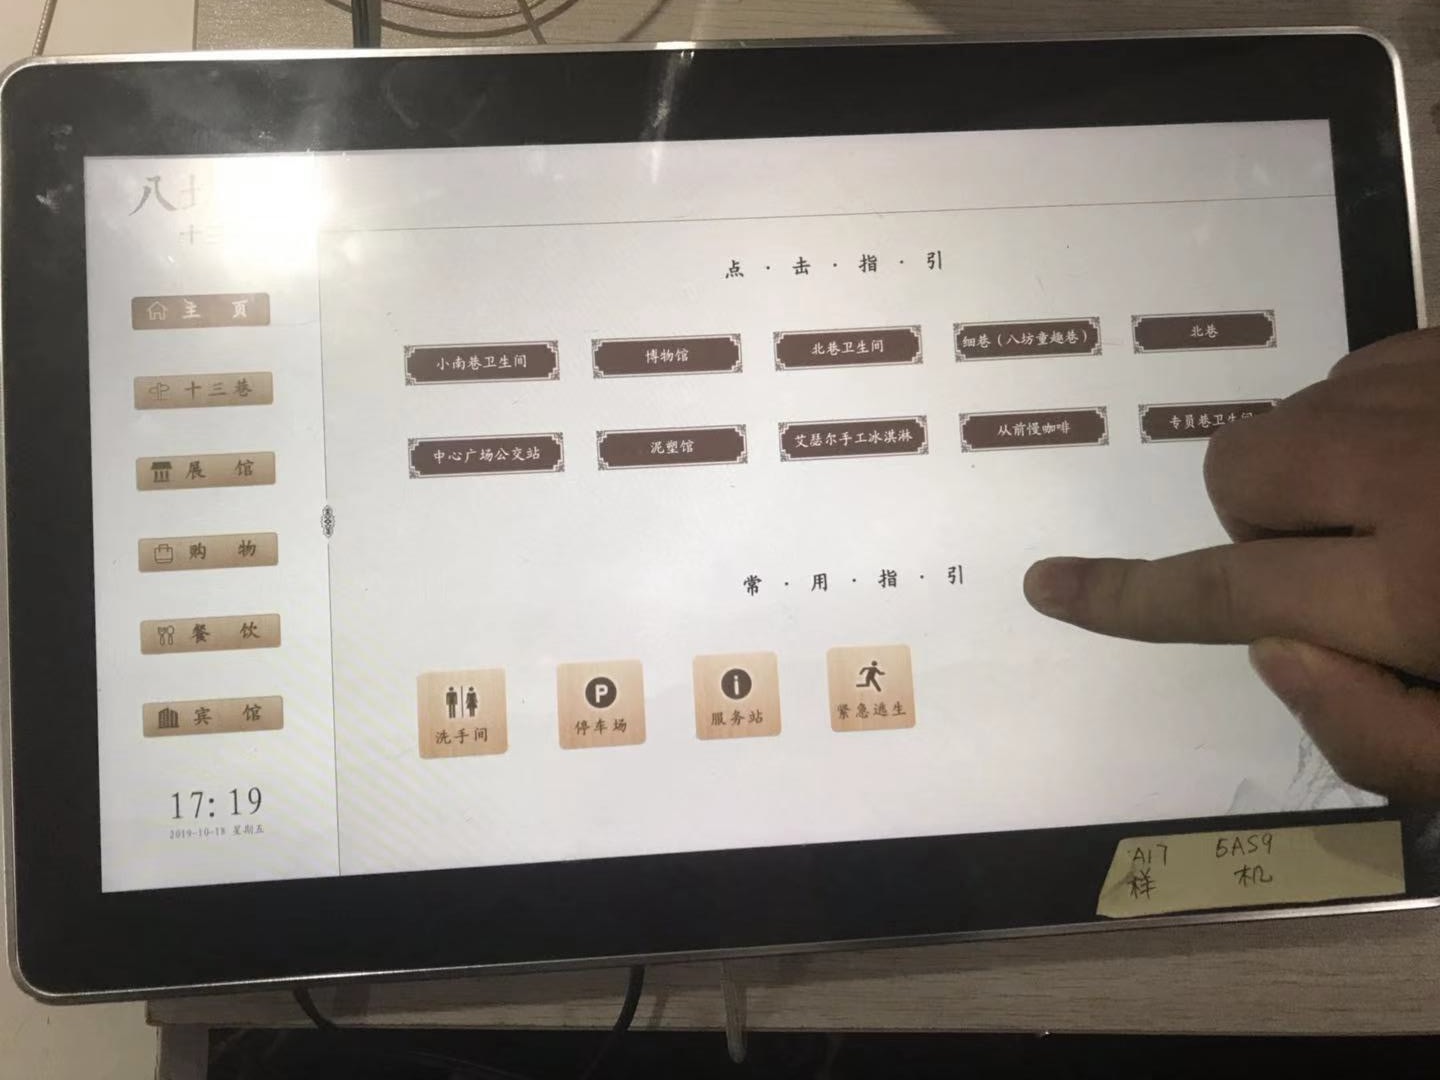 八
十三
主页
十三巷
展馆
购物
餐饮
宾馆
17:19
2019-10-18 星期五
点·击·指·引
小南巷卫生间
博物馆
北巷卫生间
细巷（八坊童趣巷）
北巷
中心广场公交站
泥塑馆
艾瑟尔手工冰淇淋
从前慢咖啡
专员巷卫生间
常·用·指·引
洗手间
P
停车场
i
服务站
紧急逃生
A17 5AS9
样机